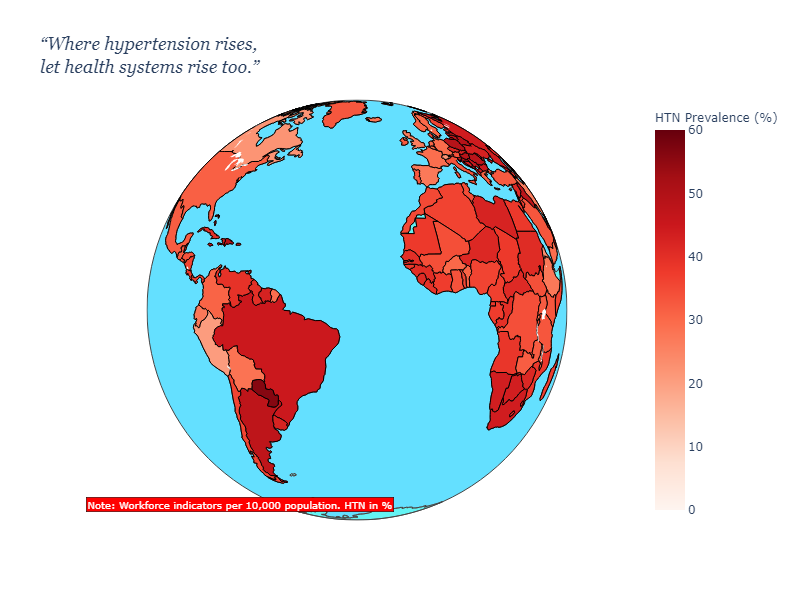 “Where hypertension rises,
let health systems rise too.”
HTN Prevalence (%)
60
50
40
30
20
10
0
Note: Workforce indicators per 10,000 population. HTN in %